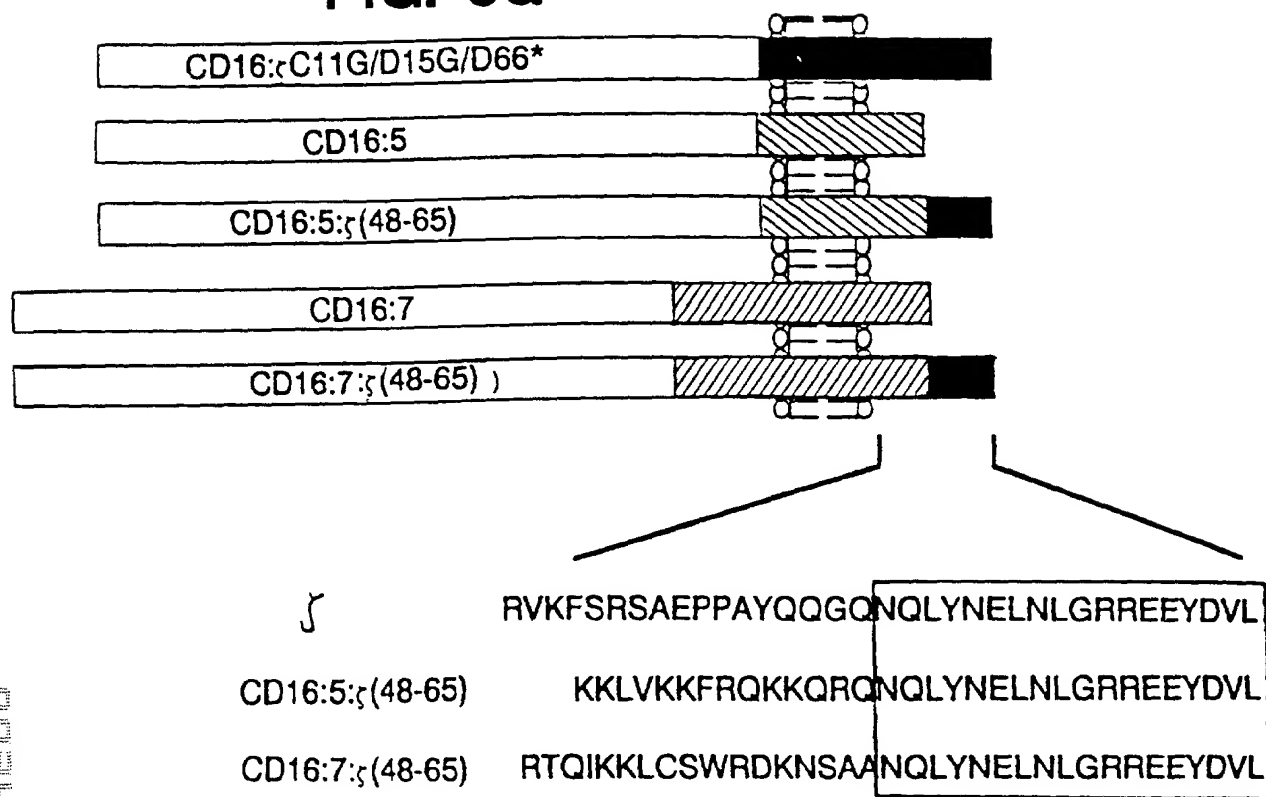 CD16:ζC11G/D15G/D66*
CD16:5
CD16:5:ζ(48-65)
CD16:7
CD16:7:ζ(48-65) )
ζ RVKFSRSAEPPAYQQGQNQLYNELNLGRREEYDVL
CD16:5:ζ(48-65) KKLVKKFRQKKQRQNQLYNELNLGRREEYDVL
CD16:7:ζ(48-65) RTQIKKLCSWRDKNSAANQLYNELNLGRREEYDVL